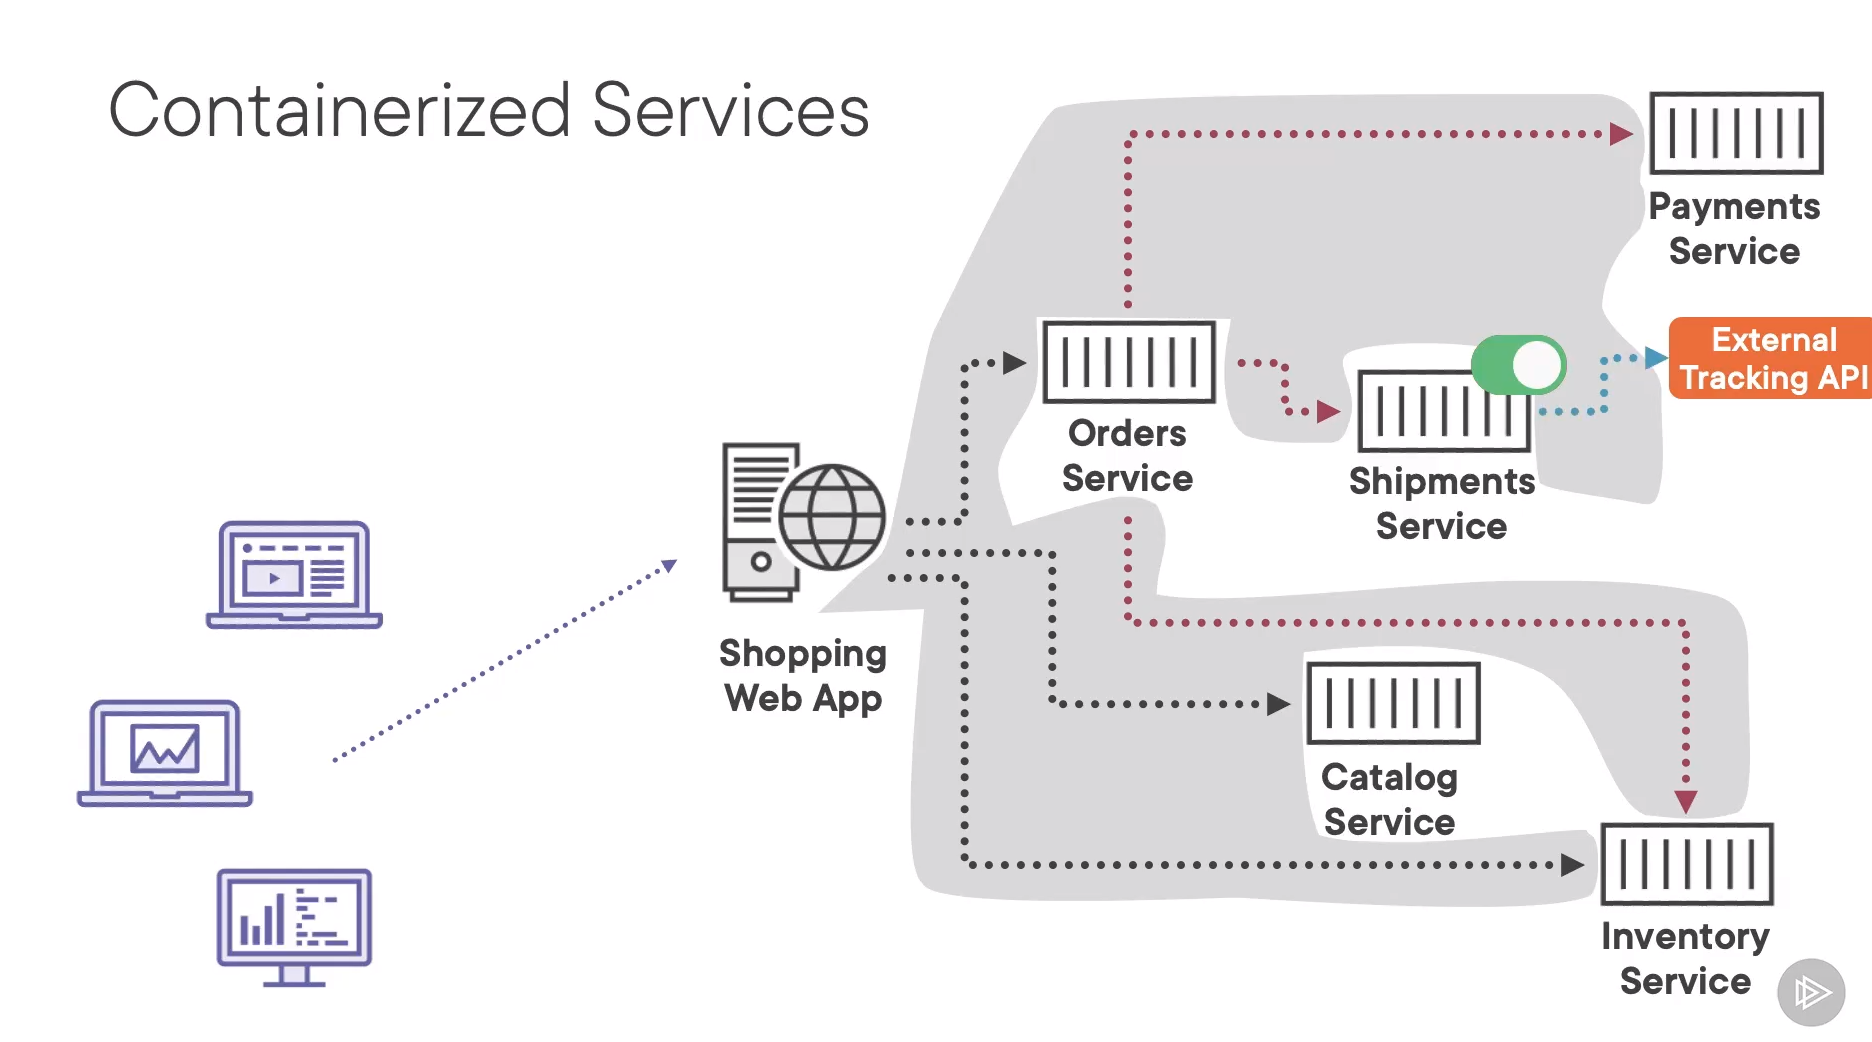 Containerized Services
Payments
Service
External
Tracking API
Orders
Service
Shipments
Service
Shopping
Web App
Catalog
Service
Inventory
Service